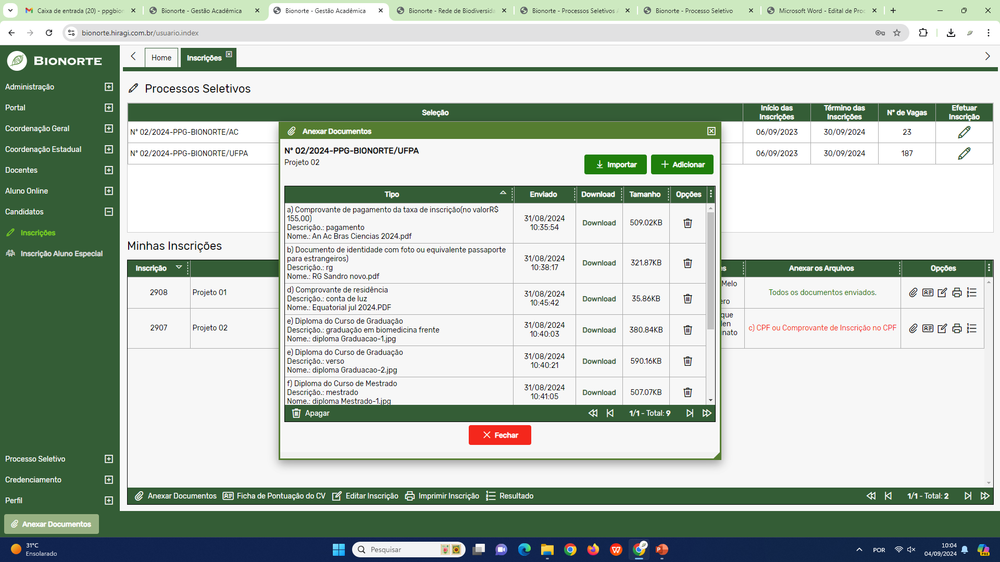 Caixa de entrada (20) - ppgbion
Bionorte - Gestão Acadêmica
Bionorte - Gestão Acadêmica
Bionorte - Rede de Biodiversida
Bionorte - Processos Seletivos A
Bionorte - Processo Seletivo
Microsoft Word - Edital de Proc
bionorte.hiragi.com.br/usuario.index
BIONORTE
Administração
Portal
Coordenação Geral
Coordenação Estadual
Docentes
Aluno Online
Candidatos
Inscrições
Inscrição Aluno Especial
Processo Seletivo
Credenciamento
Perfil
Anexar Documentos
Home
Inscrições
Processos Seletivos
Seleção
Início das Inscrições
Término das Inscrições
N° de Vagas
Efetuar Inscrição
N° 02/2024-PPG-BIONORTE/AC
06/09/2023
30/09/2024
23
N° 02/2024-PPG-BIONORTE/UFPA
06/09/2023
30/09/2024
187
Minhas Inscrições
Inscrição
es
Anexar os Arquivos
Opções
2908
Projeto 01
Melo
ero
Todos os documentos enviados.
2907
Projeto 02
que
len
nato
c) CPF ou Comprovante de Inscrição no CPF
Anexar Documentos
Ficha de Pontuação do CV
Editar Inscrição
Imprimir Inscrição
Resultado
1/1 - Total: 2
Anexar Documentos
N° 02/2024-PPG-BIONORTE/UFPA
Projeto 02
Importar
Adicionar
Tipo
Enviado
Download
Tamanho
Opções
a) Comprovante de pagamento da taxa de inscrição(no valorR$
155,00)
Descrição.: pagamento
Nome.: An Ac Bras Ciencias 2024.pdf
31/08/2024
10:35:54
Download
509.02KB
b) Documento de identidade com foto ou equivalente passaporte
para estrangeiros)
Descrição.: rg
Nome.: RG Sandro novo.pdf
31/08/2024
10:38:17
Download
321.87KB
d) Comprovante de residência
Descrição.: conta de luz
Nome.: Equatorial jul 2024.PDF
31/08/2024
10:45:42
Download
35.86KB
e) Diploma do Curso de Graduação
Descrição.: graduação em biomedicina frente
Nome.: diploma Graduacao-1.jpg
31/08/2024
10:40:03
Download
380.84KB
e) Diploma do Curso de Graduação
Descrição.: verso
Nome.: diploma Graduacao-2.jpg
31/08/2024
10:40:21
Download
590.16KB
f) Diploma do Curso de Mestrado
Descrição.: mestrado
Nome.: diploma Mestrado-1.jpg
31/08/2024
10:41:05
Download
507.07KB
Apagar
1/1 - Total: 9
Fechar
31°C
Ensolarado
Pesquisar
POR
10:04
04/09/2024